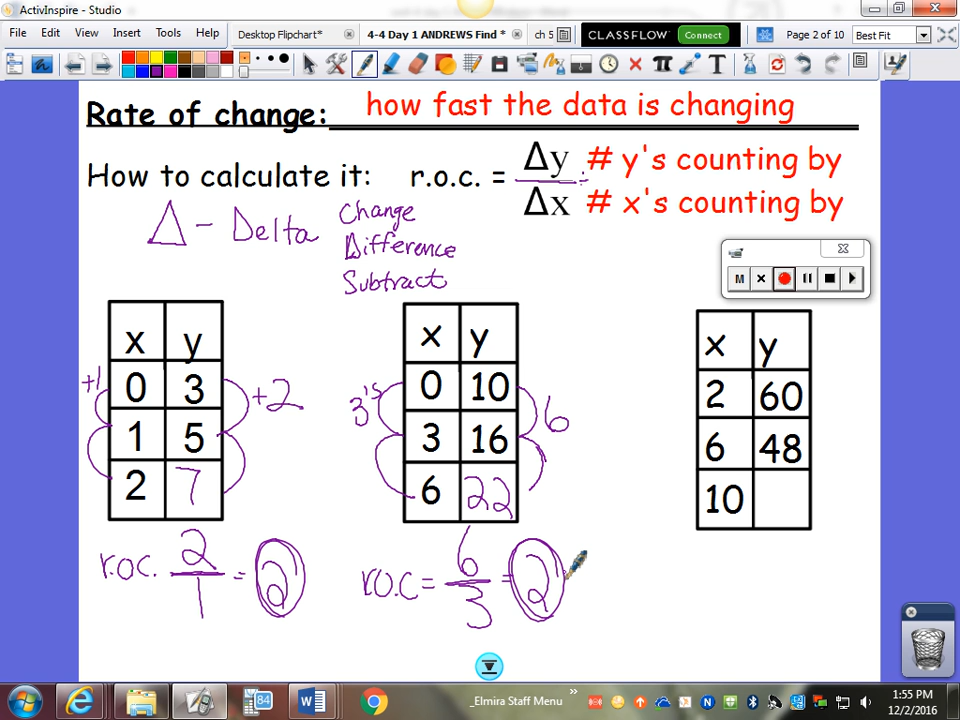 ActivInspire - Studio
File Edit View Insert Tools Help Desktop Flipchart* 4-4 Day 1 ANDREWS Find * ch 5 CLASSFLOW Connect Page 2 of 10 Best Fit
Rate of change: how fast the data is changing
How to calculate it: r.o.c. = Δy # y's counting by
Δx # x's counting by
Δ - Delta Change
Difference
Subtract
M
x y
0 3
1 5
2 7
+1
+2
r.o.c. 2/1 = 2
x y
0 10
3 16
6 22
3's
6
r.o.c = 6/3 = 2
x y
2 60
6 48
10
84
_Elmira Staff Menu
1:55 PM
12/2/2016